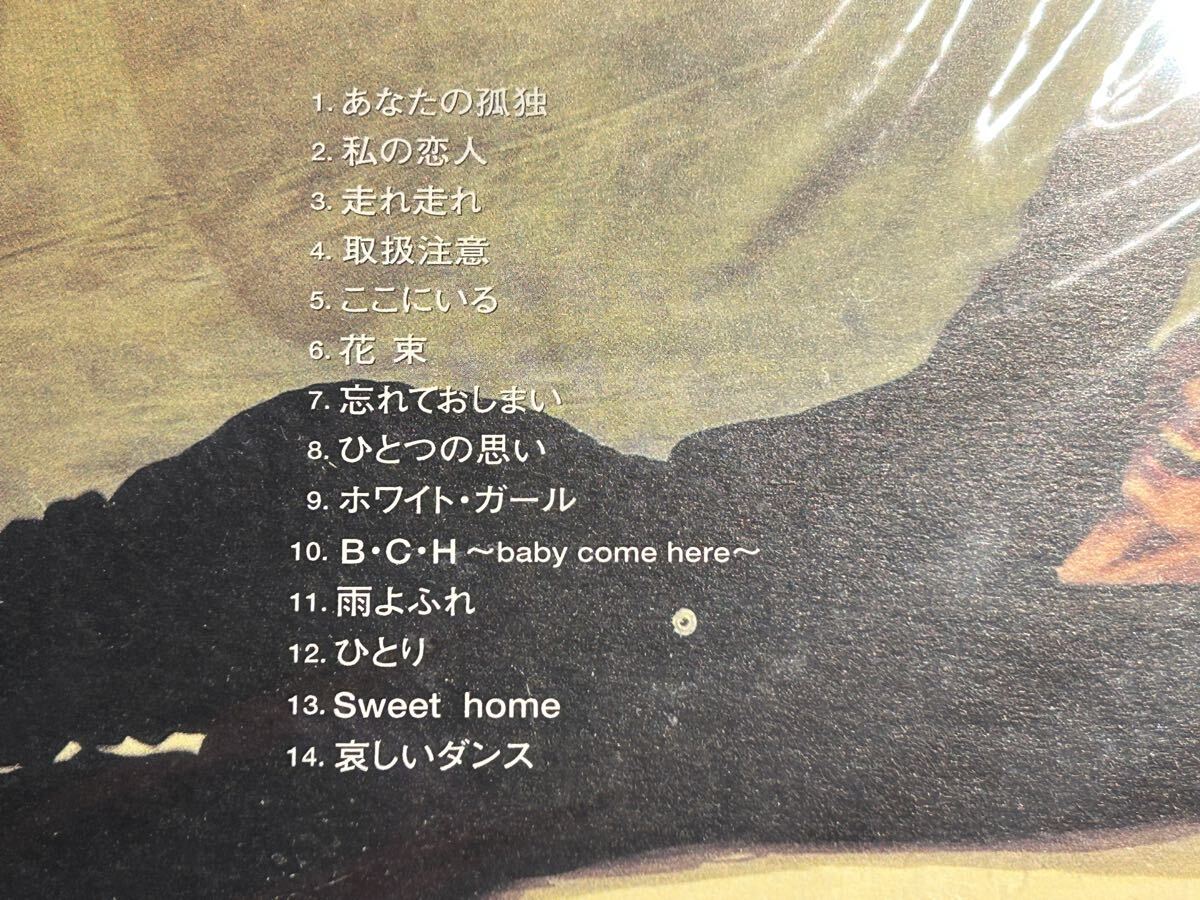 1. あなたの孤独
2. 私の恋人
3. 走れ走れ
4. 取扱注意
5. ここにいる
6. 花 束
7. 忘れておしまい
8. ひとつの思い
9. ホワイト・ガール
10. B・C・H ～baby come here～
11. 雨よふれ
12. ひとり
13. Sweet home
14. 哀しいダンス